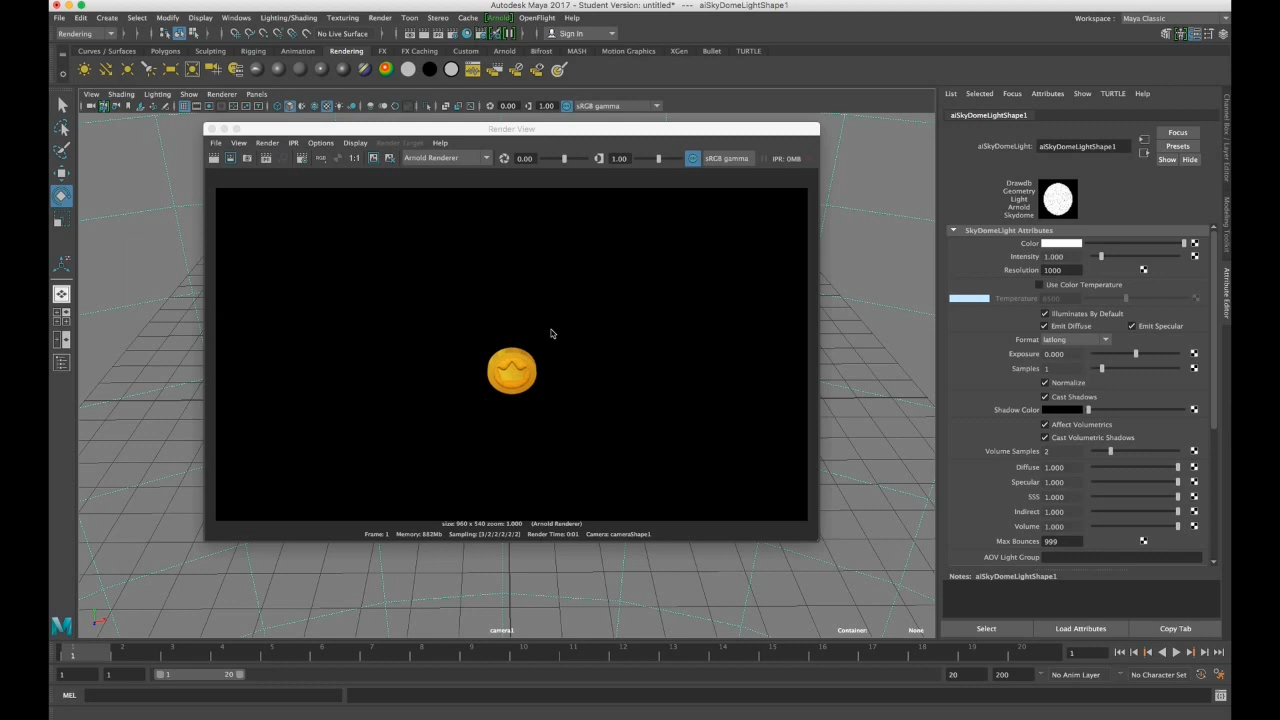 Autodesk Maya 2017 - Student Version: untitled*   ---   aiSkyDomeLight1
File Edit Create Select Modify Display Windows Lighting/Shading Texturing Render Toon Stereo Cache Arnold OpenFlight Help Workspace : Maya Classic
Rendering No Live Surface Sign In
Curves / Surfaces Polygons Sculpting Rigging Animation Rendering FX FX Caching Custom Arnold Bifrost MASH Motion Graphics XGen Bullet TURTLE
View Shading Lighting Show Renderer Panels
0.00 1.00 sRGB gamma
List Selected Focus Attributes Show TURTLE Help
aiSkyDomeLightShape1
Render View
File View Render IPR Options Display Render Target Help
1:1 Arnold Renderer 0.00 1.00 sRGB gamma IPR: 0MB
Focus
aiSkyDomeLight: aiSkyDomeLightShape1
Presets
Show Hide
Drawdb
Geometry
Light
Arnold
Skydome
SkyDomeLight Attributes
Color
Intensity 1.000
Resolution 1000
Use Color Temperature
Temperature 6500
Illuminates By Default
Emit Diffuse Emit Specular
Format latlong
Exposure 0.000
Samples 1
Normalize
Cast Shadows
Shadow Color
Affect Volumetrics
Cast Volumetric Shadows
Volume Samples 2
Diffuse 1.000
Specular 1.000
SSS 1.000
Indirect 1.000
Volume 1.000
Max Bounces 999
AOV Light Group
Notes: aiSkyDomeLightShape1
Select Load Attributes Copy Tab
Channel Box / Layer Editor
Modeling Toolkit
Attribute Editor
size: 960 x 540 zoom: 1.000 (Arnold Renderer)
Frame: 1 Memory: 882Mb Sampling: [3/2/2/2/2/2] Render Time: 0:01 Camera: cameraShape1
camera1 Container: None
1 2 3 4 5 6 7 8 9 10 11 12 13 14 15 16 17 18 19 20
1 1
1 1 1 20 20 200 No Anim Layer No Character Set
MEL